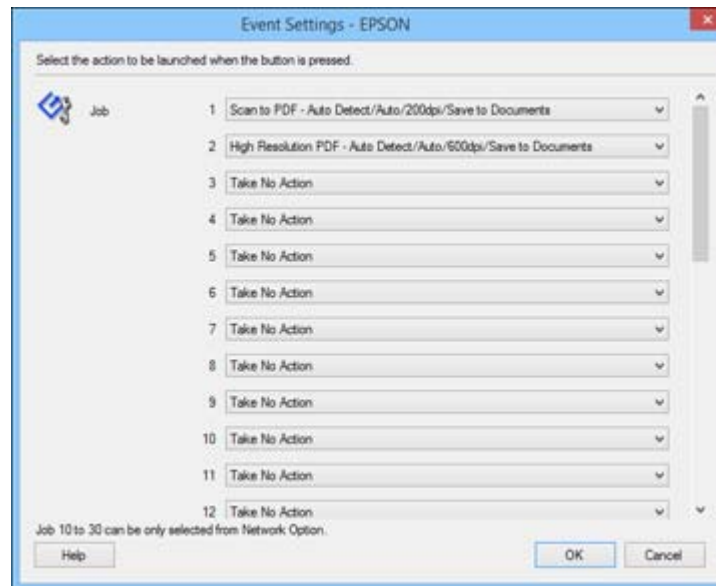 Event Settings - EPSON
Select the action to be launched when the button is pressed.
Job
1 Scan to PDF - Auto Detect/Auto/200dpi/Save to Documents
2 High Resolution PDF - Auto Detect/Auto/600dpi/Save to Documents
3 Take No Action
4 Take No Action
5 Take No Action
6 Take No Action
7 Take No Action
8 Take No Action
9 Take No Action
10 Take No Action
11 Take No Action
12 Take No Action
Job 10 to 30 can be only selected from Network Option.
Help OK Cancel